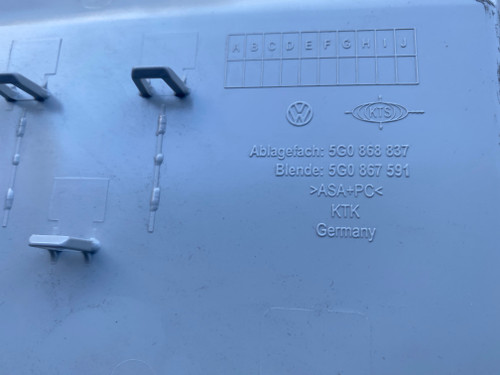 A B C D E F G H I J
KTS
Ablagefach: 5G0 868 837
Blende: 5G0 867 591
>ASA+PC<
KTK
Germany